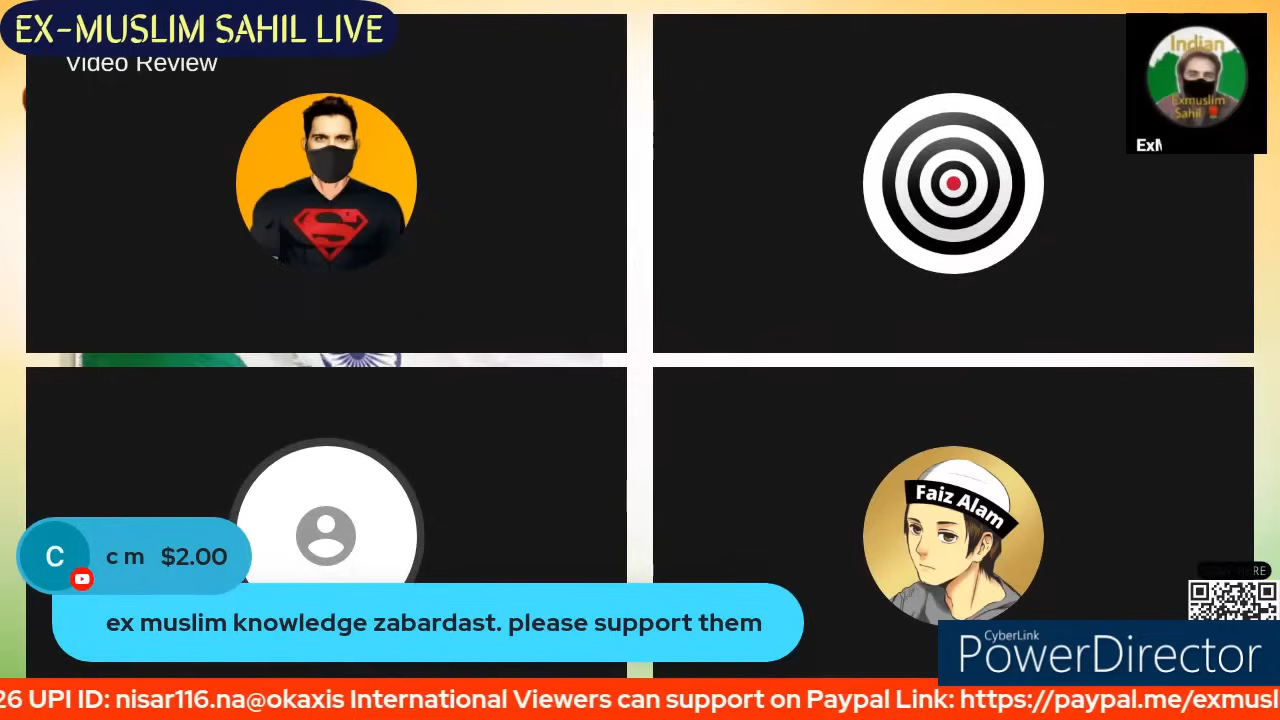 EX-MUSLIM SAHIL LIVE
Video Review
Indian
Exmuslim
Sahil
ExM
Faiz Alam
C
c m $2.00
ex muslim knowledge zabardast. please support them
RE
CyberLink
PowerDirector
26 UPI ID: nisar116.na@okaxis International Viewers can support on Paypal Link: https://paypal.me/exmusl